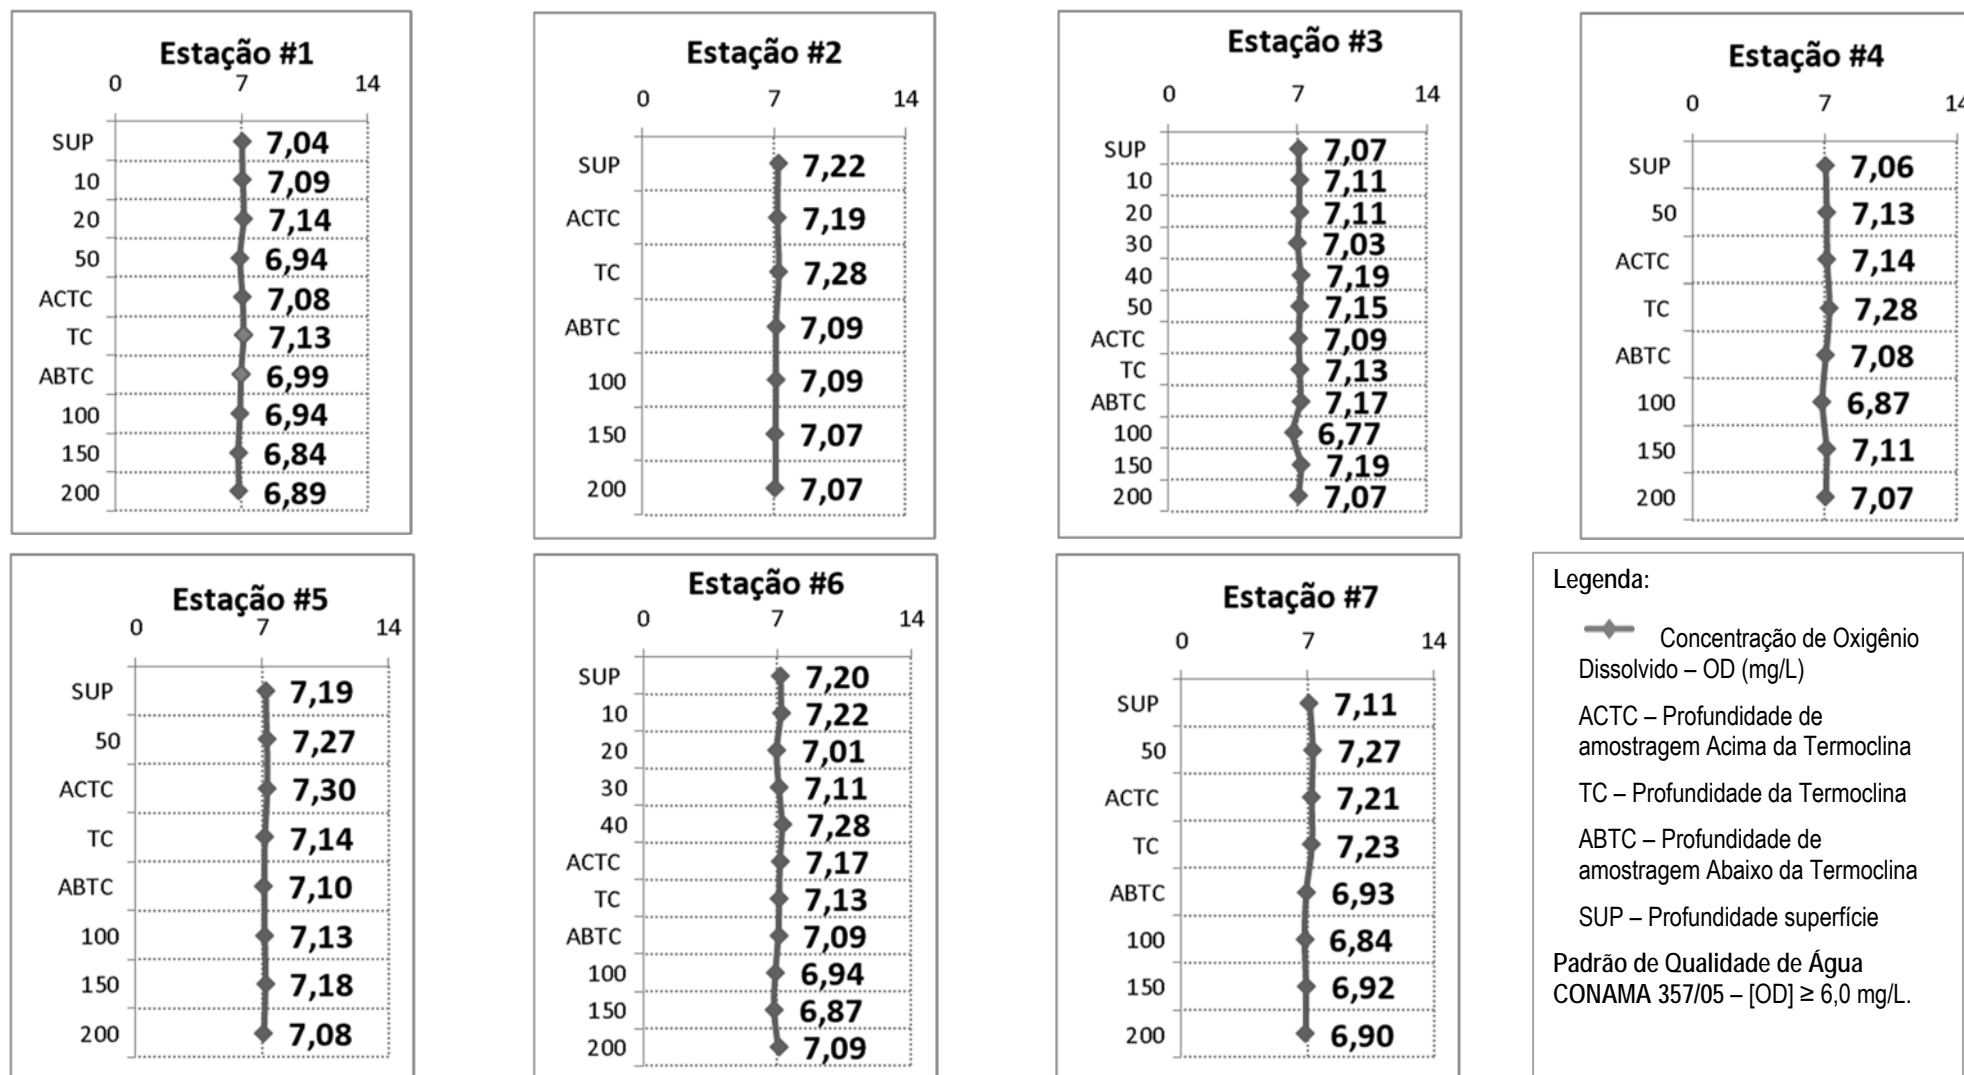 Estação #1
0 7 14
SUP 7,04
10 7,09
20 7,14
50 6,94
ACTC 7,08
TC 7,13
ABTC 6,99
100 6,94
150 6,84
200 6,89
Estação #2
0 7 14
SUP 7,22
ACTC 7,19
TC 7,28
ABTC 7,09
100 7,09
150 7,07
200 7,07
Estação #3
0 7 14
SUP 7,07
10 7,11
20 7,11
30 7,03
40 7,19
50 7,15
ACTC 7,09
TC 7,13
ABTC 7,17
100 6,77
150 7,19
200 7,07
Estação #4
0 7 14
SUP 7,06
50 7,13
ACTC 7,14
TC 7,28
ABTC 7,08
100 6,87
150 7,11
200 7,07
Estação #5
0 7 14
SUP 7,19
50 7,27
ACTC 7,30
TC 7,14
ABTC 7,10
100 7,13
150 7,18
200 7,08
Estação #6
0 7 14
SUP 7,20
10 7,22
20 7,01
30 7,11
40 7,28
ACTC 7,17
TC 7,13
ABTC 7,09
100 6,94
150 6,87
200 7,09
Estação #7
0 7 14
SUP 7,11
50 7,27
ACTC 7,21
TC 7,23
ABTC 6,93
100 6,84
150 6,92
200 6,90
Legenda:
Concentração de Oxigênio
Dissolvido – OD (mg/L)
ACTC – Profundidade de
amostragem Acima da Termoclina
TC – Profundidade da Termoclina
ABTC – Profundidade de
amostragem Abaixo da Termoclina
SUP – Profundidade superfície
Padrão de Qualidade de Água
CONAMA 357/05 – [OD] ≥ 6,0 mg/L.